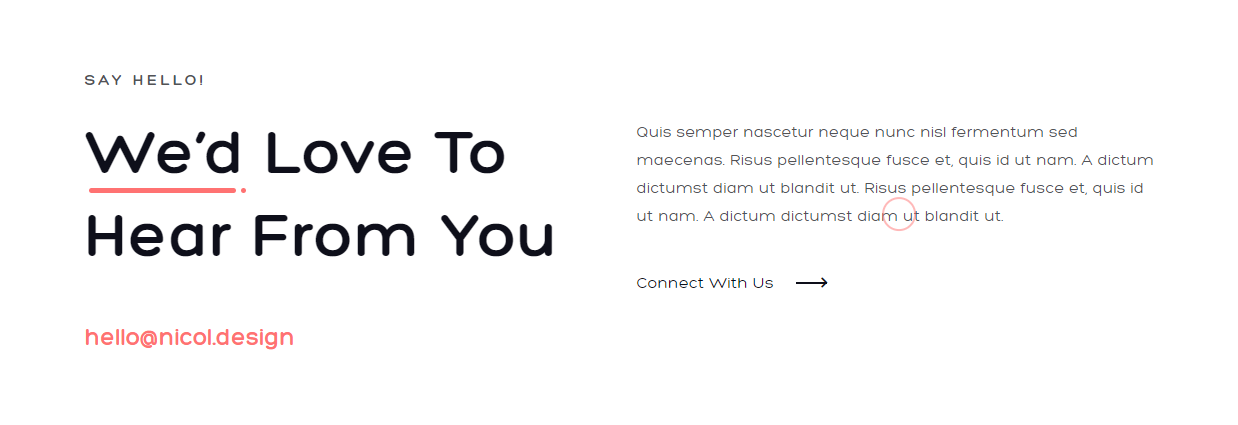 SAY HELLO!
We'd Love To
Hear From You
hello@nicol.design
Quis semper nascetur neque nunc nisl fermentum sed
maecenas. Risus pellentesque fusce et, quis id ut nam. A dictum
dictumst diam ut blandit ut. Risus pellentesque fusce et, quis id
ut nam. A dictum dictumst diam ut blandit ut.
Connect With Us